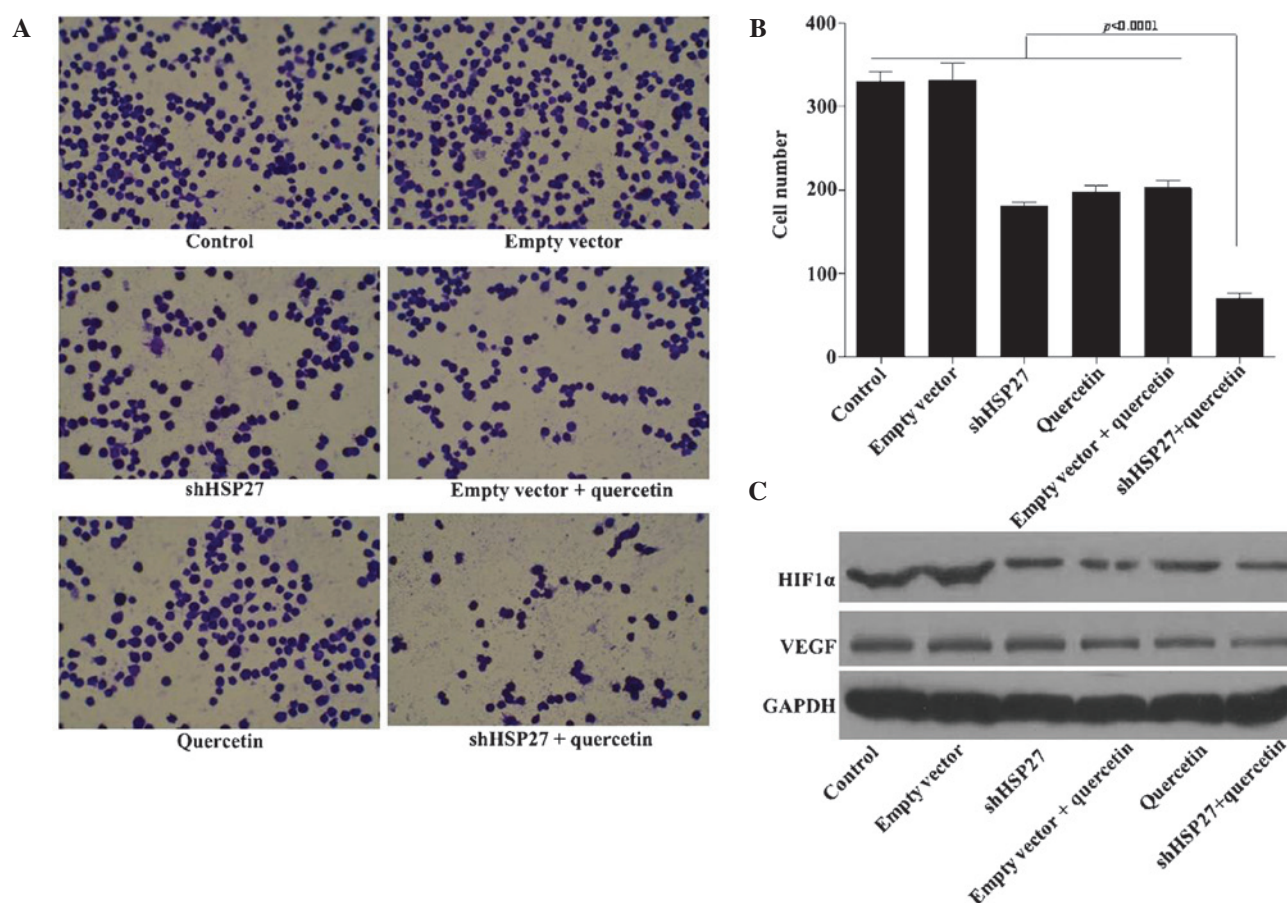 A
Control
Empty vector
shHSP27
Empty vector + quercetin
Quercetin
shHSP27 + quercetin
B
400
300
200
100
0
Cell number
p<0.0001
Control
Empty vector
shHSP27
Quercetin
Empty vector + quercetin
shHSP27+quercetin
C
HIF1α
VEGF
GAPDH
Control
Empty vector
shHSP27
Empty vector + quercetin
Quercetin
shHSP27+quercetin